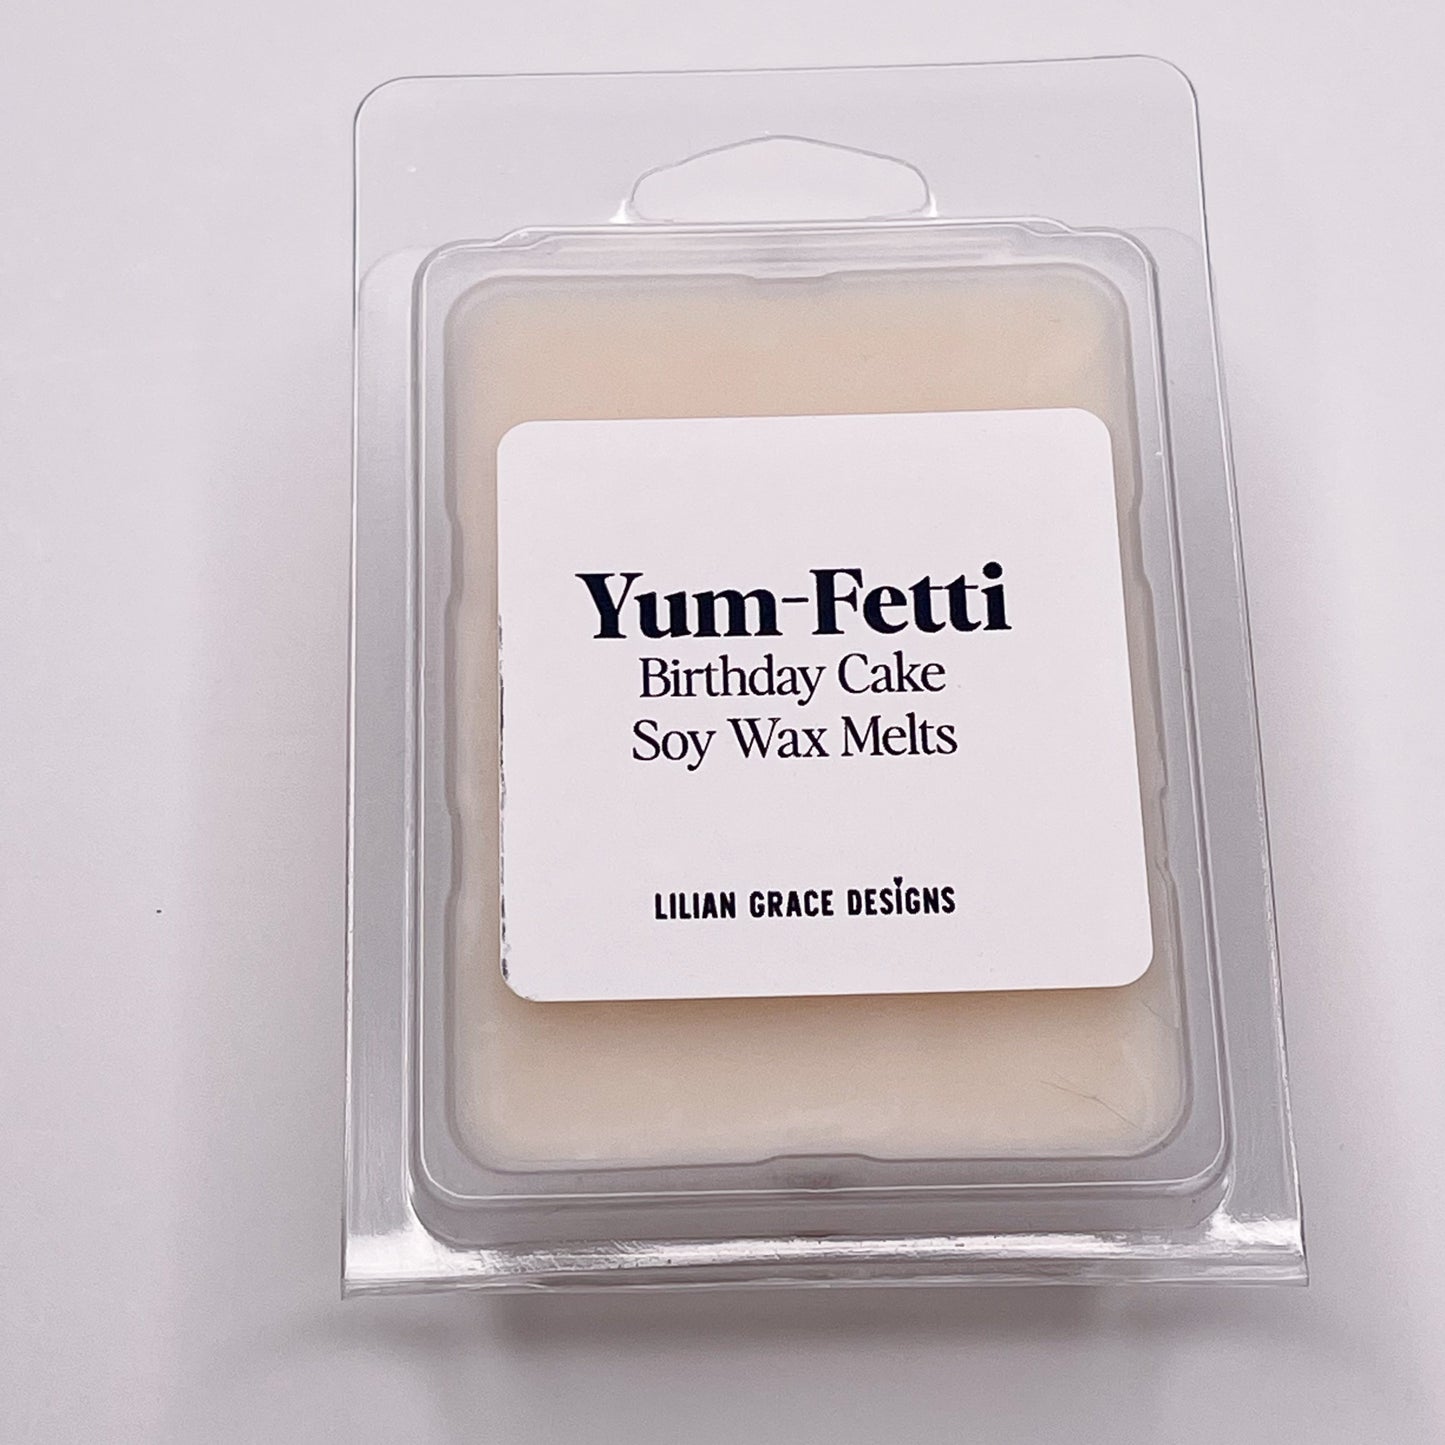 Yum-Fetti
Birthday Cake
Soy Wax Melts
LILIAN GRACE DESIGNS